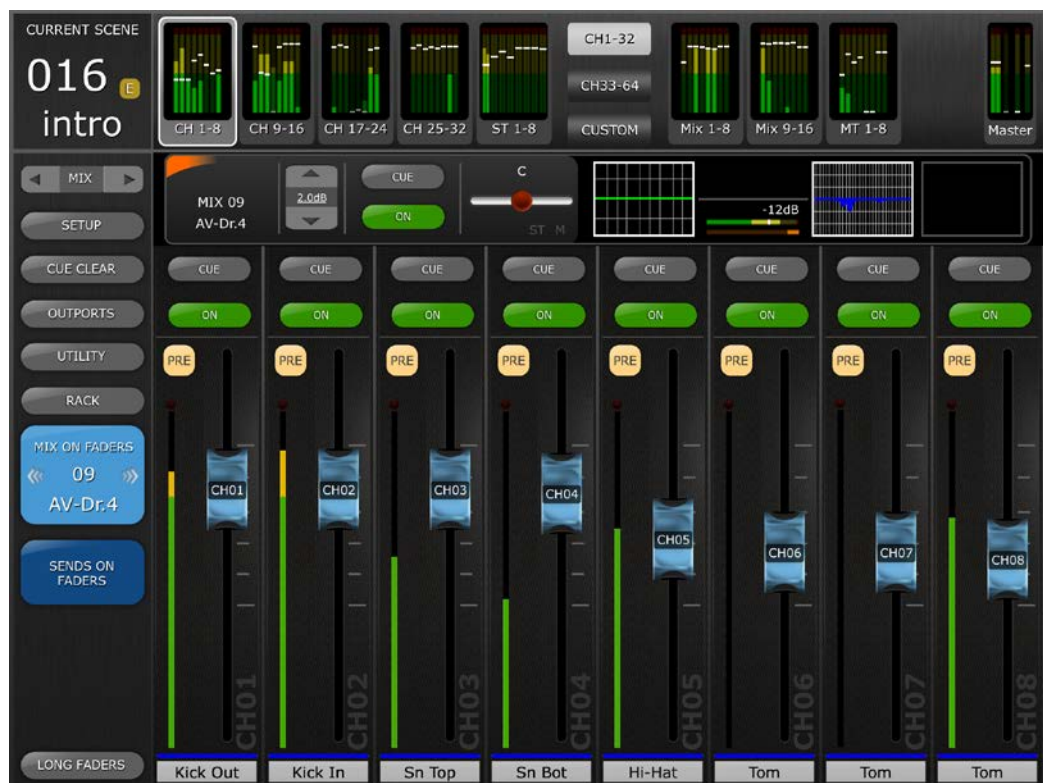 CURRENT SCENE
016 E
intro
CH 1-8
CH 9-16
CH 17-24
CH 25-32
ST 1-8
CH1-32
CH33-64
CUSTOM
Mix 1-8
Mix 9-16
MT 1-8
Master
MIX
SETUP
CUE CLEAR
OUTPORTS
UTILITY
RACK
MIX ON FADERS
09
AV-Dr.4
SENDS ON
FADERS
LONG FADERS
MIX 09
AV-Dr.4
2.0dB
CUE
ON
C
ST M
-12dB
CUE CUE CUE CUE CUE CUE CUE CUE
ON ON ON ON ON ON ON ON
PRE PRE PRE PRE PRE PRE PRE PRE
CH01 CH02 CH03 CH04 CH05 CH06 CH07 CH08
CH01 CH02 CH03 CH04 CH05 CH06 CH07 CH08
Kick Out Kick In Sn Top Sn Bot Hi-Hat Tom Tom Tom